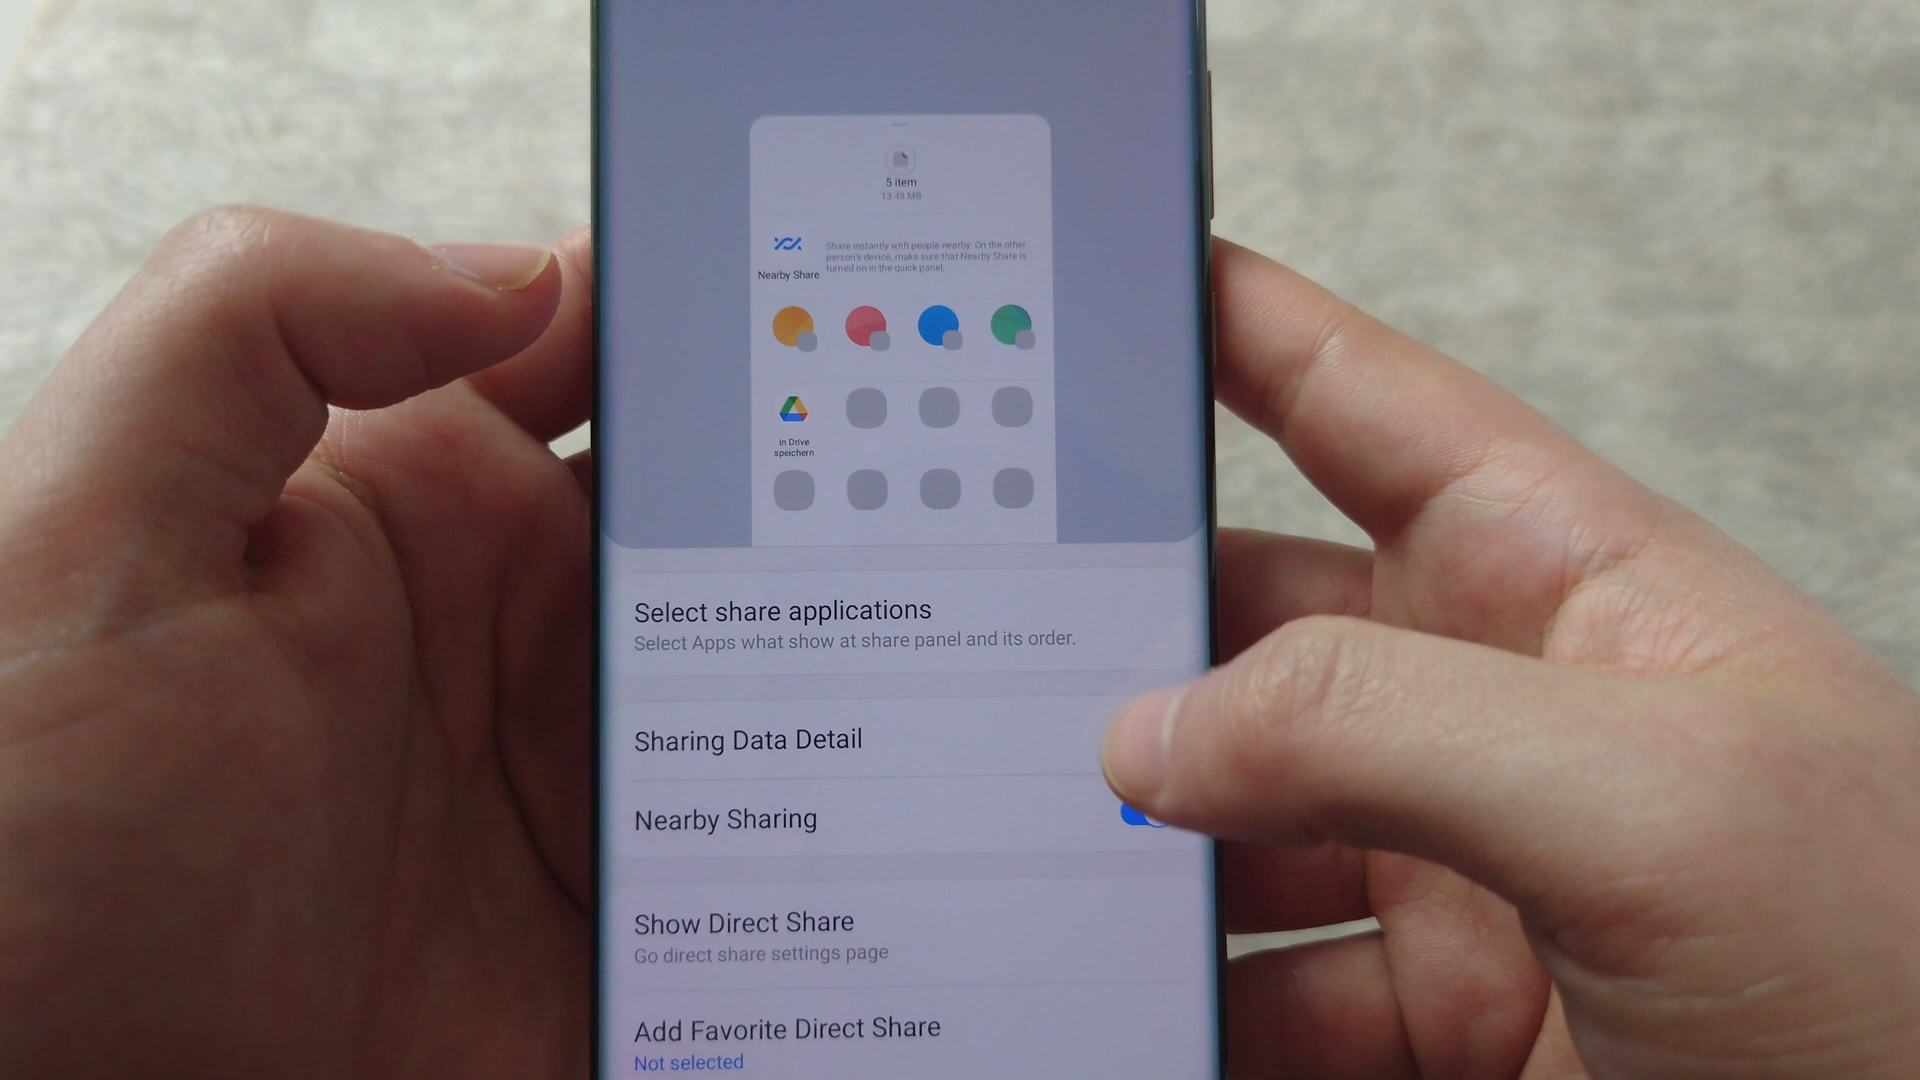 5 item
13.49 MB
Nearby Share
Share instantly with people nearby. On the other
person's device, make sure that Nearby Share is
turned on in the quick panel.
In Drive
speichern
Select share applications
Select Apps what show at share panel and its order.
Sharing Data Detail
Nearby Sharing
Show Direct Share
Go direct share settings page
Add Favorite Direct Share
Not selected